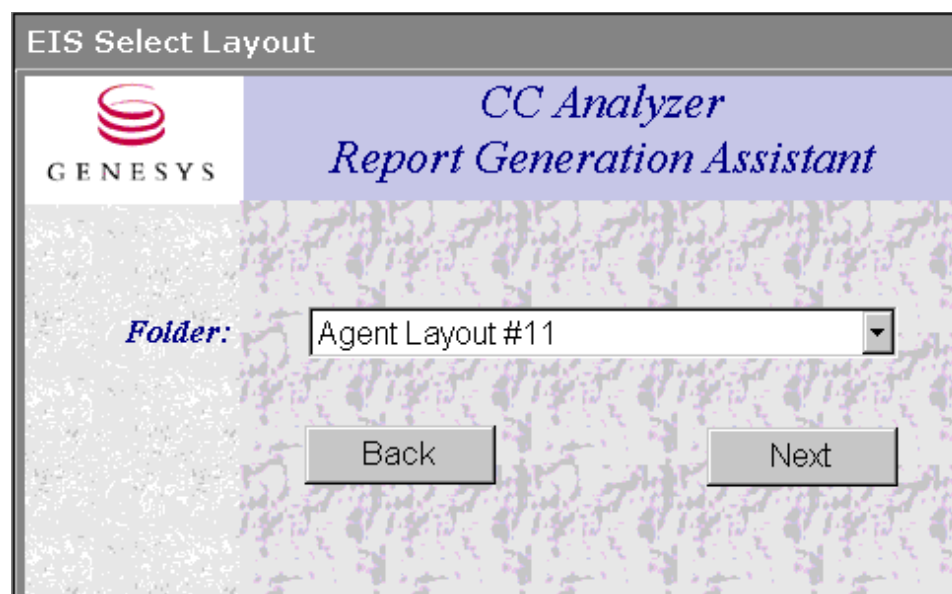 EIS Select Layout
GENESYS
CC Analyzer
Report Generation Assistant
Folder:
Agent Layout #11
Back
Next